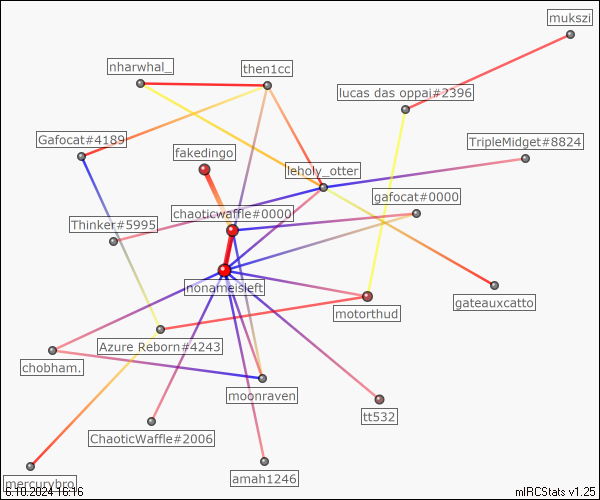 mukszi
nharwhal_
then1cc
lucas das oppai#2396
Gafocat#4189
TripleMidget#8824
fakedingo
leholy_otter
gafocat#0000
chaoticwaffle#0000
Thinker#5995
nonameisleft
gateauxcatto
motorthud
Azure Reborn#4243
chobham.
moonraven
tt532
ChaoticWaffle#2006
amah1246
mercurybro
6.10.2024 16:16
mIRCStats v1.25